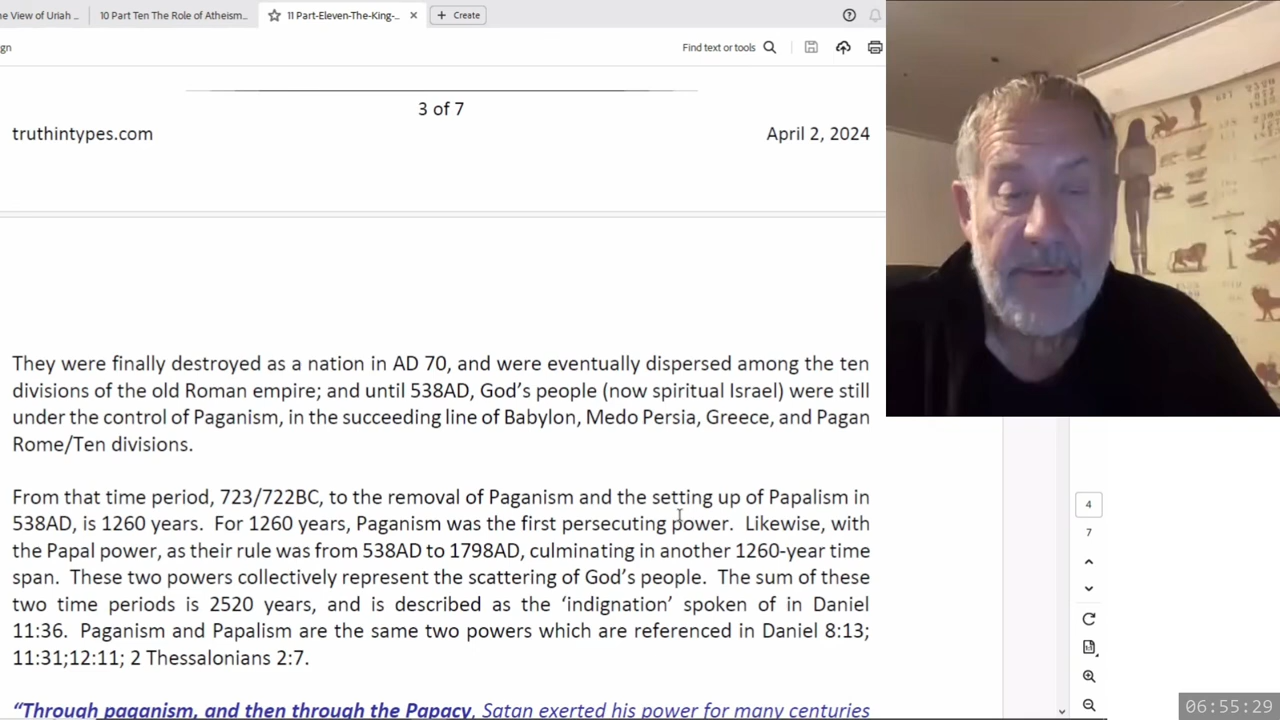 he View of Uriah ...
10 Part Ten The Role of Atheism...
11 Part-Eleven-The-King-...
+ Create
gn
Find text or tools
3 of 7
truthintypes.com
April 2, 2024
They were finally destroyed as a nation in AD 70, and were eventually dispersed among the ten
divisions of the old Roman empire; and until 538AD, God's people (now spiritual Israel) were still
under the control of Paganism, in the succeeding line of Babylon, Medo Persia, Greece, and Pagan
Rome/Ten divisions.
From that time period, 723/722BC, to the removal of Paganism and the setting up of Papalism in
538AD, is 1260 years. For 1260 years, Paganism was the first persecuting power. Likewise, with
the Papal power, as their rule was from 538AD to 1798AD, culminating in another 1260-year time
span. These two powers collectively represent the scattering of God's people. The sum of these
two time periods is 2520 years, and is described as the 'indignation' spoken of in Daniel
11:36. Paganism and Papalism are the same two powers which are referenced in Daniel 8:13;
11:31;12:11; 2 Thessalonians 2:7.
"Through paganism, and then through the Papacy, Satan exerted his power for many centuries
4
7
06:55:29